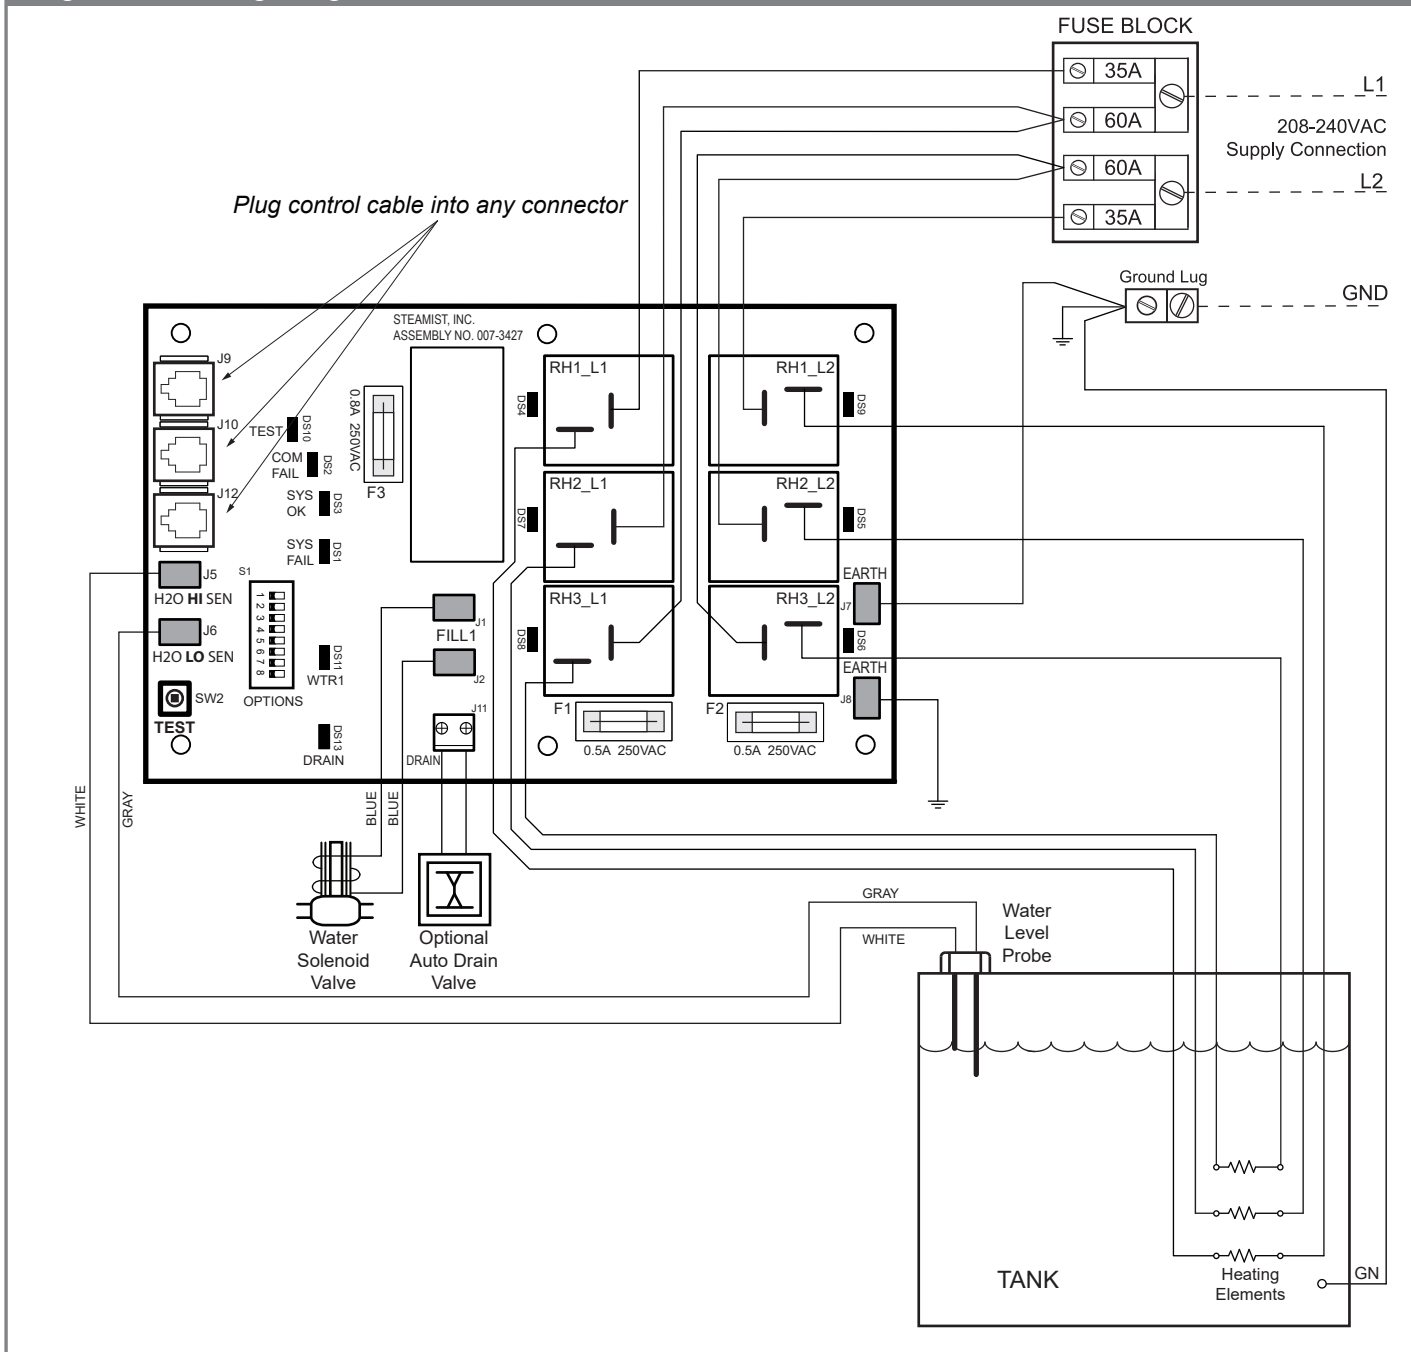 FUSE BLOCK
35A
L1
60A
208-240VAC
Supply Connection
60A
L2
35A
Plug control cable into any connector
Ground Lug
GND
STEAMIST, INC.
ASSEMBLY NO. 007-3427
J9
J10
J12
TEST
DS10
COM
FAIL
DS2
SYS
OK
DS3
SYS
FAIL
DS1
0.8A 250VAC
F3
RH1_L1
DS4
RH1_L2
DS9
RH2_L1
DS7
RH2_L2
DS5
RH3_L1
DS8
RH3_L2
DS6
EARTH
J7
EARTH
J8
J5
H2O HI SEN
J6
H2O LO SEN
S1
1
2
3
4
5
6
7
8
OPTIONS
SW2
TEST
J1
FILL1
J2
DS11
WTR1
DS13
DRAIN
J11
DRAIN
F1
0.5A 250VAC
F2
0.5A 250VAC
WHITE
GRAY
BLUE
BLUE
Water
Solenoid
Valve
Optional
Auto Drain
Valve
GRAY
WHITE
Water
Level
Probe
TANK
Heating
Elements
GN